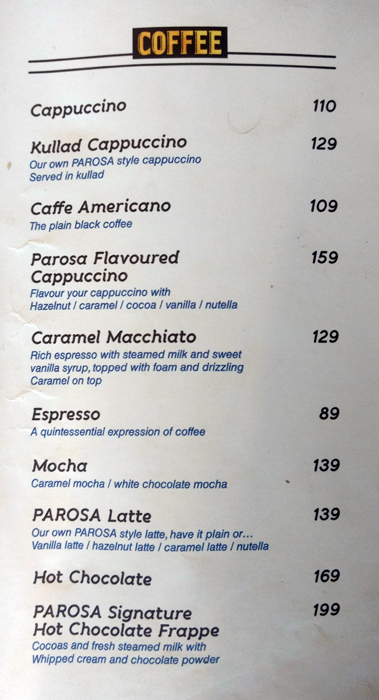 COFFEE
Cappuccino 110
Kullad Cappuccino 129
Our own PAROSA style cappuccino
Served in kullad
Caffe Americano 109
The plain black coffee
Parosa Flavoured 159
Cappuccino
Flavour your cappuccino with
Hazelnut / caramel / cocoa / vanilla / nutella
Caramel Macchiato 129
Rich espresso with steamed milk and sweet
vanilla syrup, topped with foam and drizzling
Caramel on top
Espresso 89
A quintessential expression of coffee
Mocha 139
Caramel mocha / white chocolate mocha
PAROSA Latte 139
Our own PAROSA style latte, have it plain or...
Vanilla latte / hazelnut latte / caramel latte / nutella
Hot Chocolate 169
PAROSA Signature 199
Hot Chocolate Frappe
Cocoas and fresh steamed milk with
Whipped cream and chocolate powder